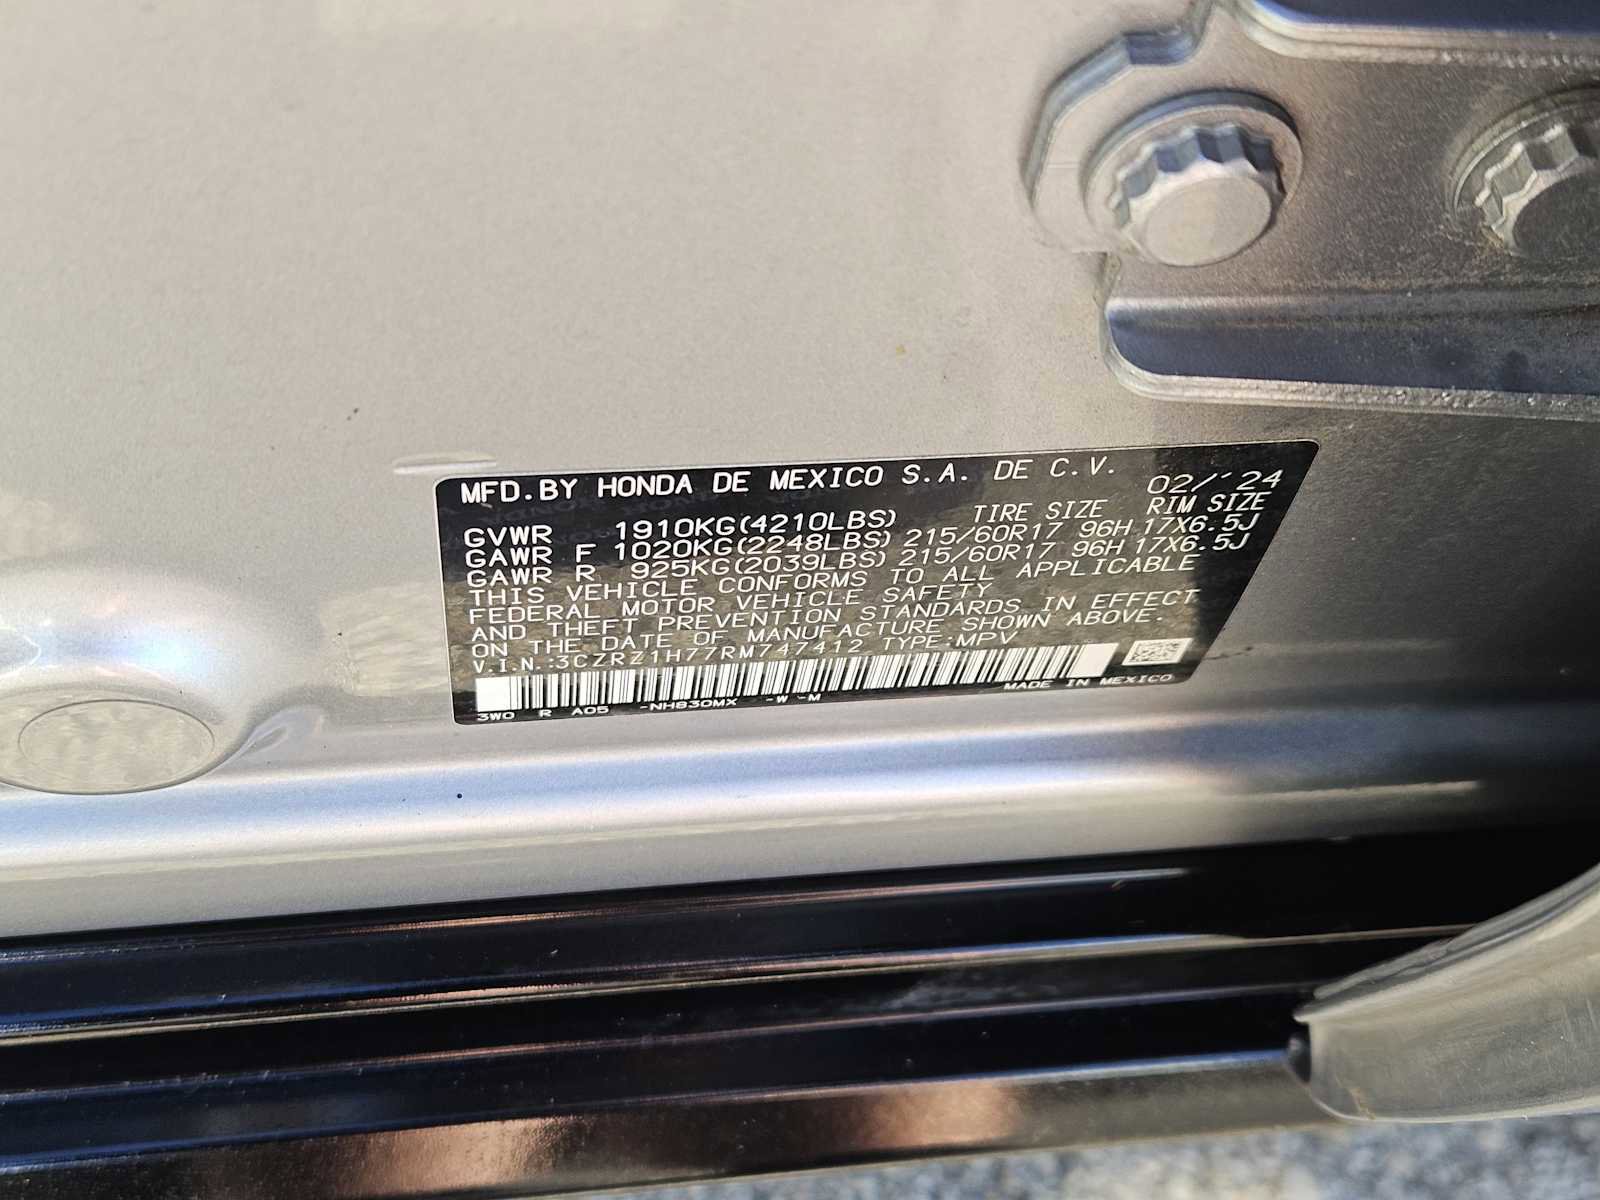 MFD.BY HONDA DE MEXICO S.A. DE C.V. 02/'24
TIRE SIZE RIM SIZE
GVWR 1910KG(4210LBS)
GAWR F 1020KG(2248LBS) 215/60R17 96H 17X6.5J
GAWR R 925KG(2039LBS) 215/60R17 96H 17X6.5J
THIS VEHICLE CONFORMS TO ALL APPLICABLE
FEDERAL MOTOR VEHICLE SAFETY
AND THEFT PREVENTION STANDARDS IN EFFECT
ON THE DATE OF MANUFACTURE SHOWN ABOVE.
V.I.N.:3CZRZ1H77RM747412 TYPE:MPV
MADE IN MEXICO
3W0 R A05 -NH830MX -W -M